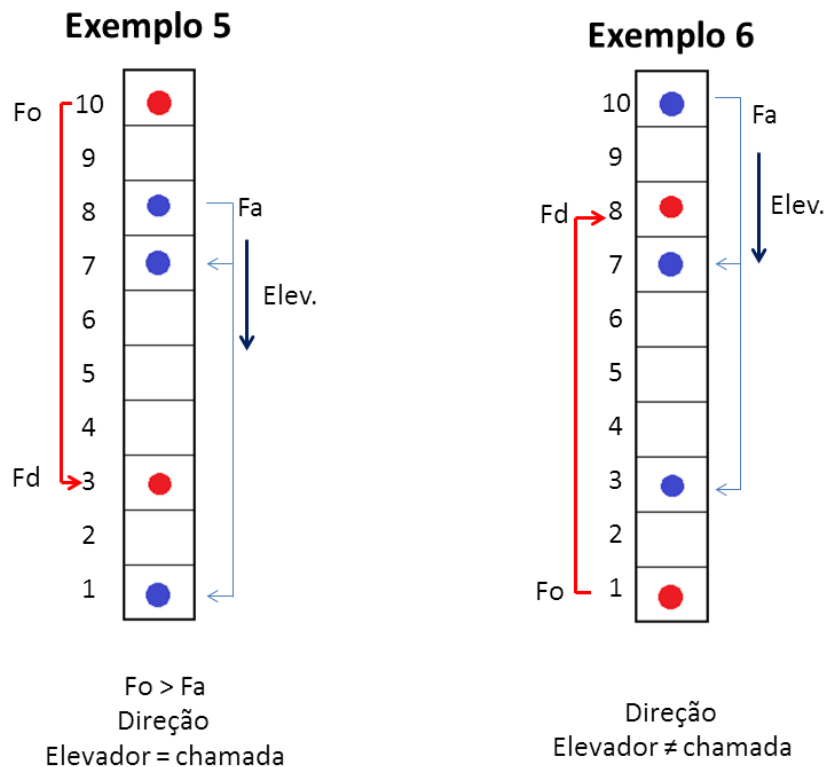 Exemplo 5
Fo 10
9
8 Fa
7
Elev.
6
5
4
Fd 3
2
1
Fo > Fa
Direção
Elevador = chamada
Exemplo 6
10 Fa
9
Fd 8 Elev.
7
6
5
4
3
2
Fo 1
Direção
Elevador ≠ chamada